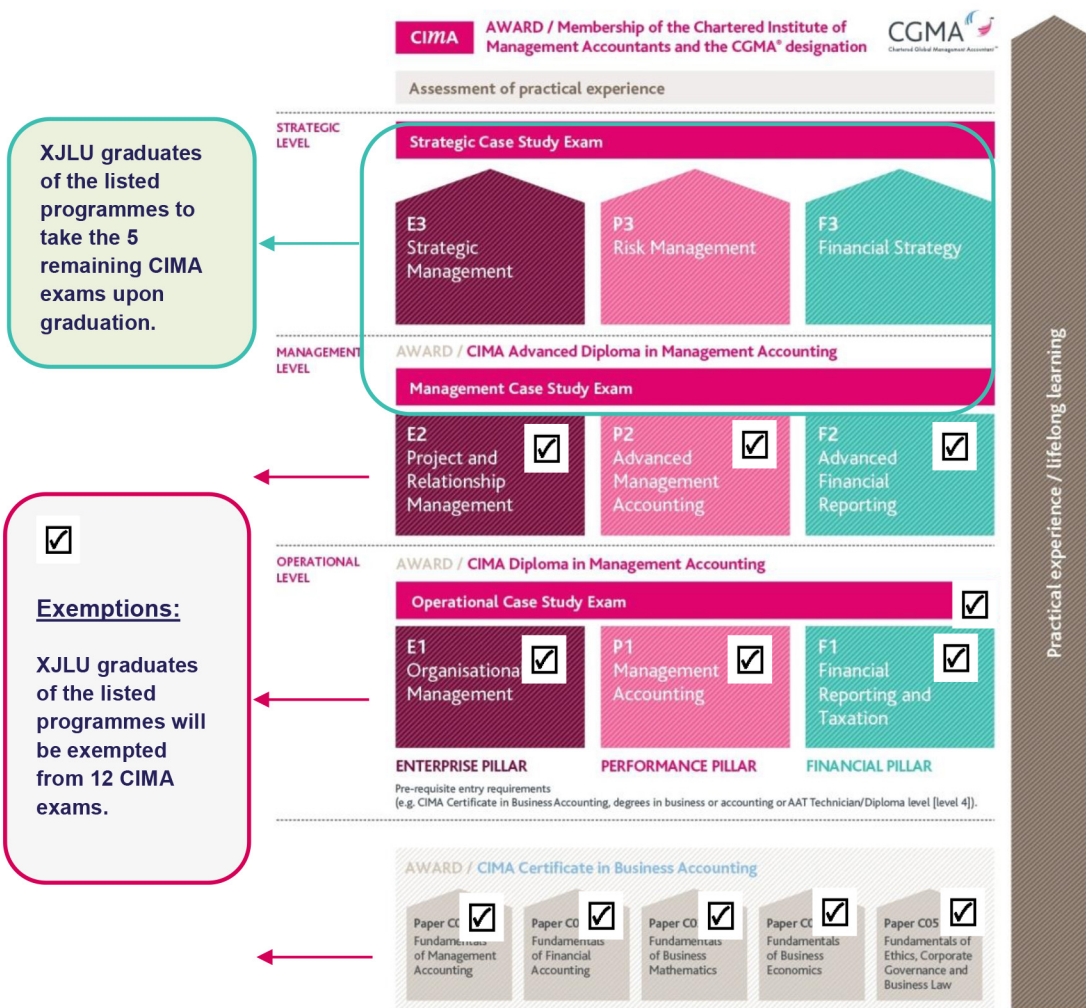 CIMA
AWARD / Membership of the Chartered Institute of
Management Accountants and the CGMA® designation
CGMA
Chartered Global Management Accountant™
Assessment of practical experience
STRATEGIC
LEVEL
Strategic Case Study Exam
E3
Strategic
Management
P3
Risk Management
F3
Financial Strategy
XJLU graduates
of the listed
programmes to
take the 5
remaining CIMA
exams upon
graduation.
MANAGEMENT
LEVEL
AWARD / CIMA Advanced Diploma in Management Accounting
Management Case Study Exam
E2
Project and
Relationship
Management
P2
Advanced
Management
Accounting
F2
Advanced
Financial
Reporting
Exemptions:
XJLU graduates
of the listed
programmes will
be exempted
from 12 CIMA
exams.
OPERATIONAL
LEVEL
AWARD / CIMA Diploma in Management Accounting
Operational Case Study Exam
E1
Organisational
Management
P1
Management
Accounting
F1
Financial
Reporting and
Taxation
ENTERPRISE PILLAR
PERFORMANCE PILLAR
FINANCIAL PILLAR
Pre-requisite entry requirements
(e.g. CIMA Certificate in Business Accounting, degrees in business or accounting or AAT Technician/Diploma level [level 4]).
AWARD / CIMA Certificate in Business Accounting
Paper
Fundamentals
of Management
Accounting
Paper
Fundamentals
of Financial
Accounting
Paper
Fundamentals
of Business
Mathematics
Paper
Fundamentals
of Business
Economics
Paper C05
Fundamentals of
Ethics, Corporate
Governance and
Business Law
Practical experience / lifelong learning